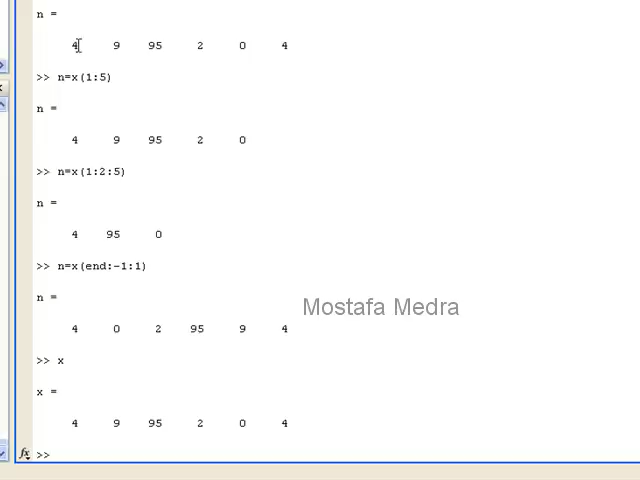 n =
4 9 95 2 0 4
>> n=x(1:5)
n =
4 9 95 2 0
>> n=x(1:2:5)
n =
4 95 0
>> n=x(end:-1:1)
n =
Mostafa Medra
4 0 2 95 9 4
>> x
x =
4 9 95 2 0 4
fx >>